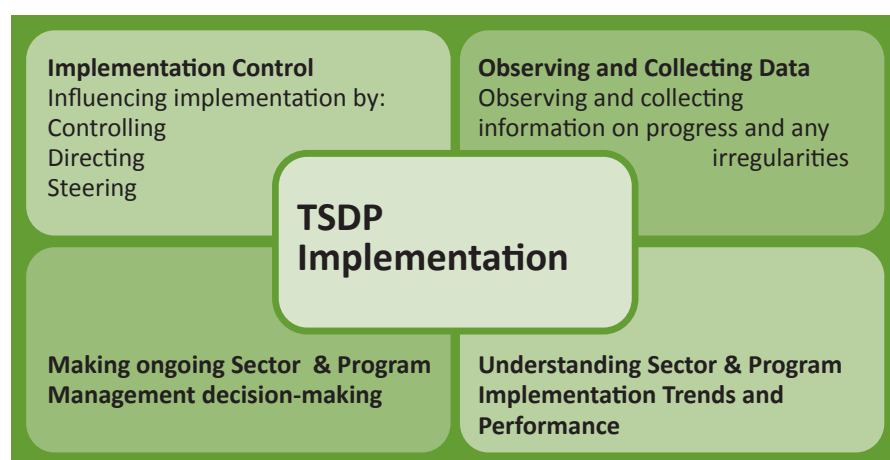 Implementation Control
Influencing implementation by:
Controlling
Directing
Steering
Observing and Collecting Data
Observing and collecting
information on progress and any
irregularities
TSDP
Implementation
Making ongoing Sector & Program
Management decision-making
Understanding Sector & Program
Implementation Trends and
Performance